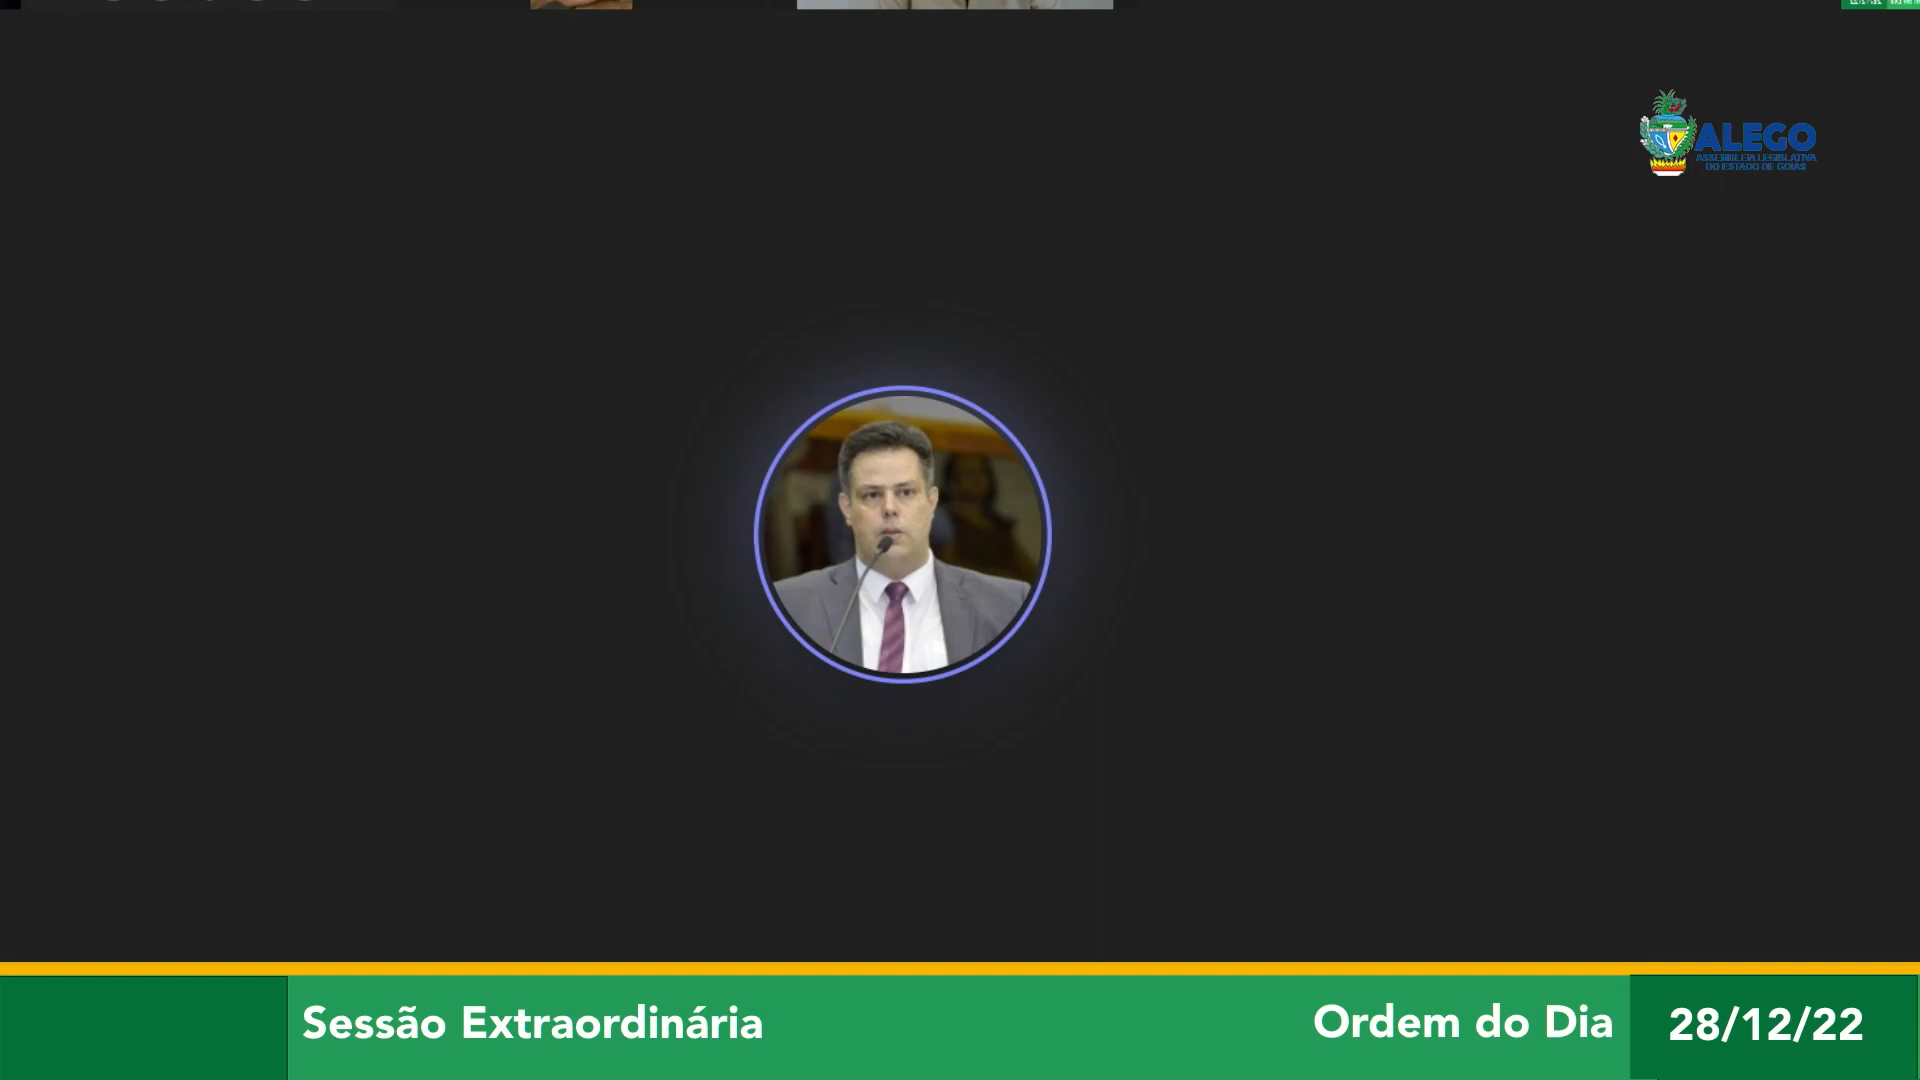 ALEGO
ASSEMBLEIA LEGISLATIVA
DO ESTADO DE GOIÁS
Sessão Extraordinária
Ordem do Dia
28/12/22